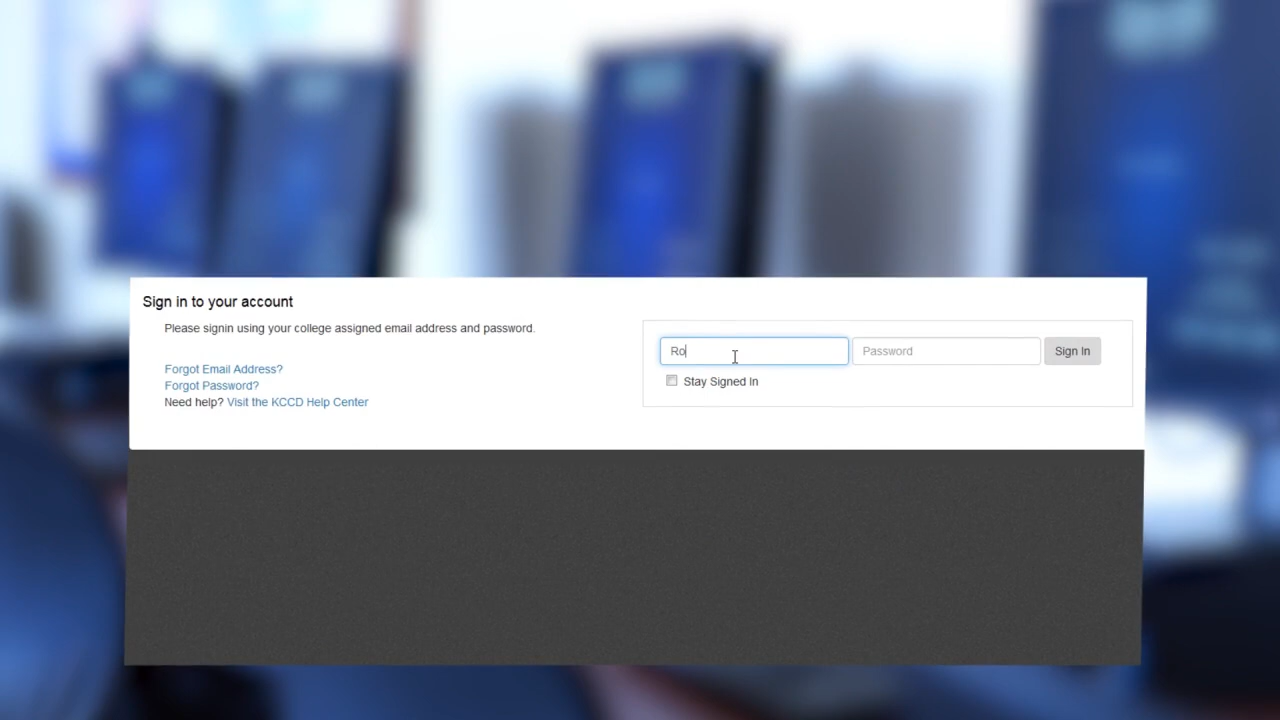 Sign in to your account
Please signin using your college assigned email address and password.
Forgot Email Address?
Forgot Password?
Need help? Visit the KCCD Help Center
Ro
Password
Sign In
Stay Signed In